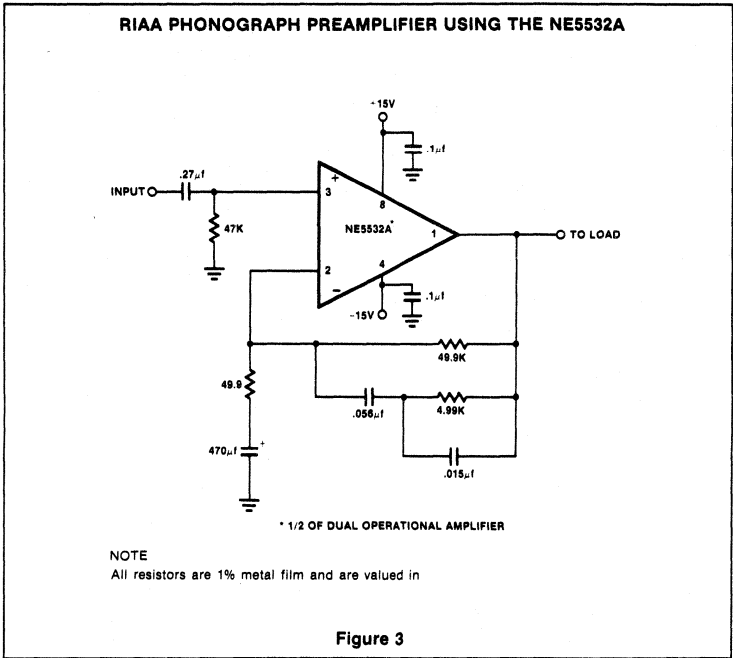 RIAA PHONOGRAPH PREAMPLIFIER USING THE NE5532A
+15V
.1µf
.27µf
INPUT
3
+
8
47K
NE5532A*
1
TO LOAD
2
4
−
.1µf
-15V
49.9K
49.9
.056µf
4.99K
470µf
+
.015µf
* 1/2 OF DUAL OPERATIONAL AMPLIFIER
NOTE
All resistors are 1% metal film and are valued in
Figure 3